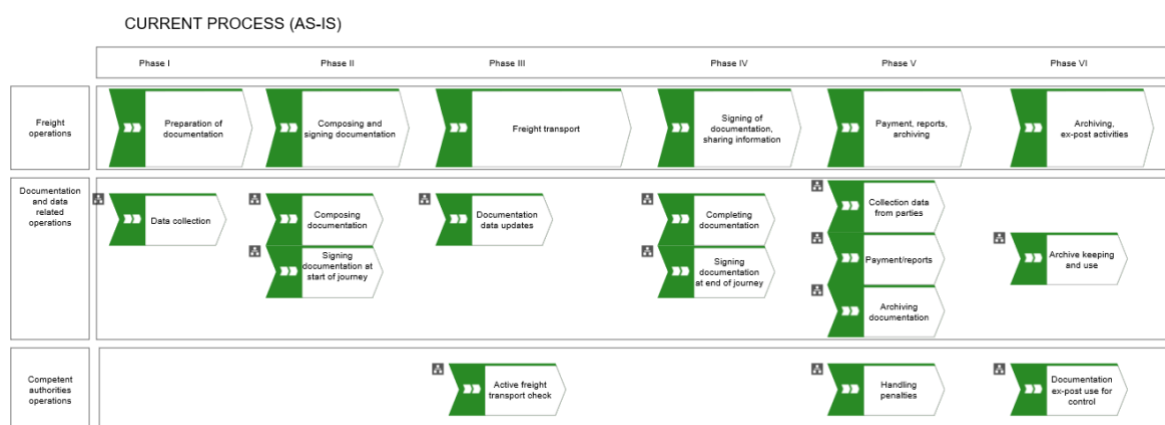 CURRENT PROCESS (AS-IS)
Phase I
Phase II
Phase III
Phase IV
Phase V
Phase VI
Freight
operations
Preparation of
documentation
Composing and
signing documentation
Freight transport
Signing of
documentation,
sharing information
Payment, reports,
archiving
Archiving,
ex-post activities
Documentation
and data
related
operations
Data collection
Composing
documentation
Signing
documentation at
start of journey
Documentation
data updates
Completing
documentation
Signing
documentation
at end of journey
Collection data
from parties
Payment/reports
Archiving
documentation
Archive keeping
and use
Competent
authorities
operations
Active freight
transport check
Handling
penalties
Documentation
ex-post use for
control